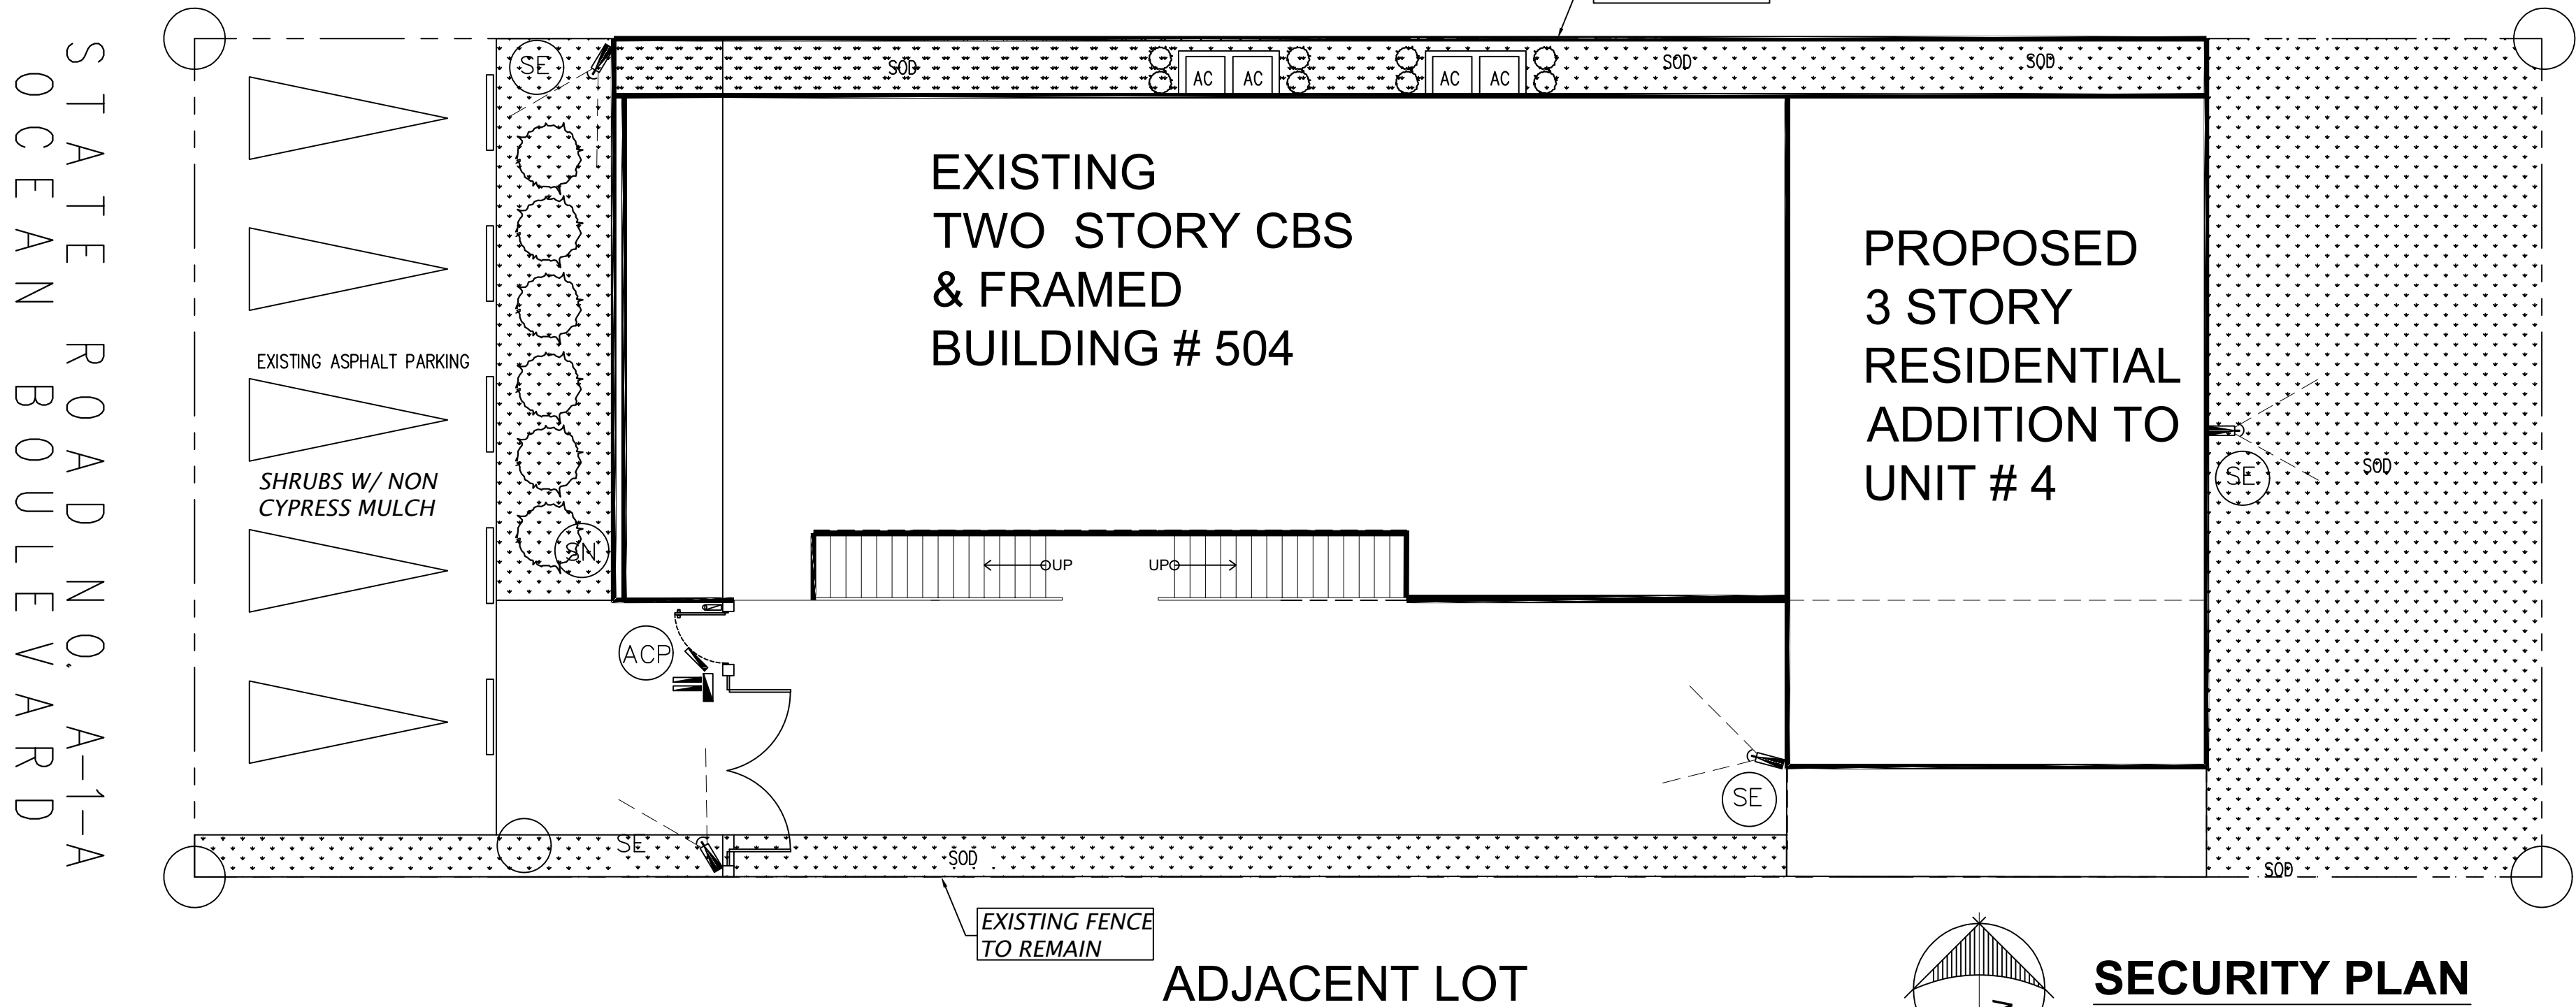 STATE ROAD NO. A-1-A
OCEAN BOULEVARD
SE
SOD
AC
AC
AC
AC
SOD
SOD
EXISTING
TWO STORY CBS
& FRAMED
BUILDING # 504
PROPOSED
3 STORY
RESIDENTIAL
ADDITION TO
UNIT # 4
EXISTING ASPHALT PARKING
SHRUBS W/ NON
CYPRESS MULCH
SOD
SE
SN
UP
UP
ACP
SE
SE
SOD
SOD
EXISTING FENCE
TO REMAIN
ADJACENT LOT
SECURITY PLAN